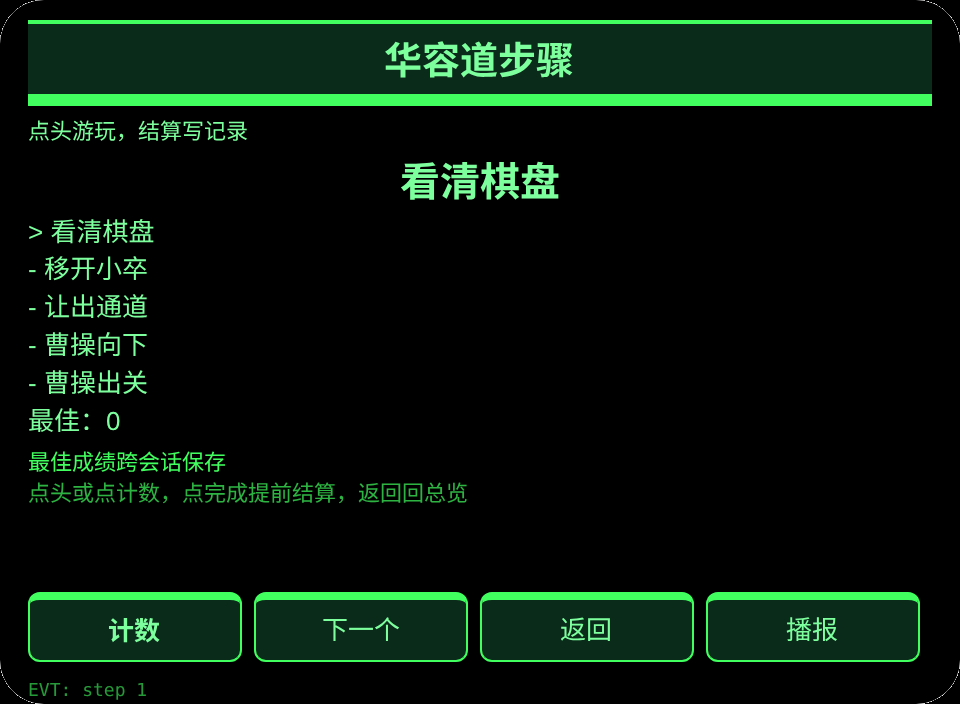 华容道步骤
点头游玩，结算写记录
看清棋盘
> 看清棋盘
- 移开小卒
- 让出通道
- 曹操向下
- 曹操出关
最佳：0
最佳成绩跨会话保存
点头或点计数，点完成提前结算，返回回总览
计数 下一个 返回 播报
EVT: step 1